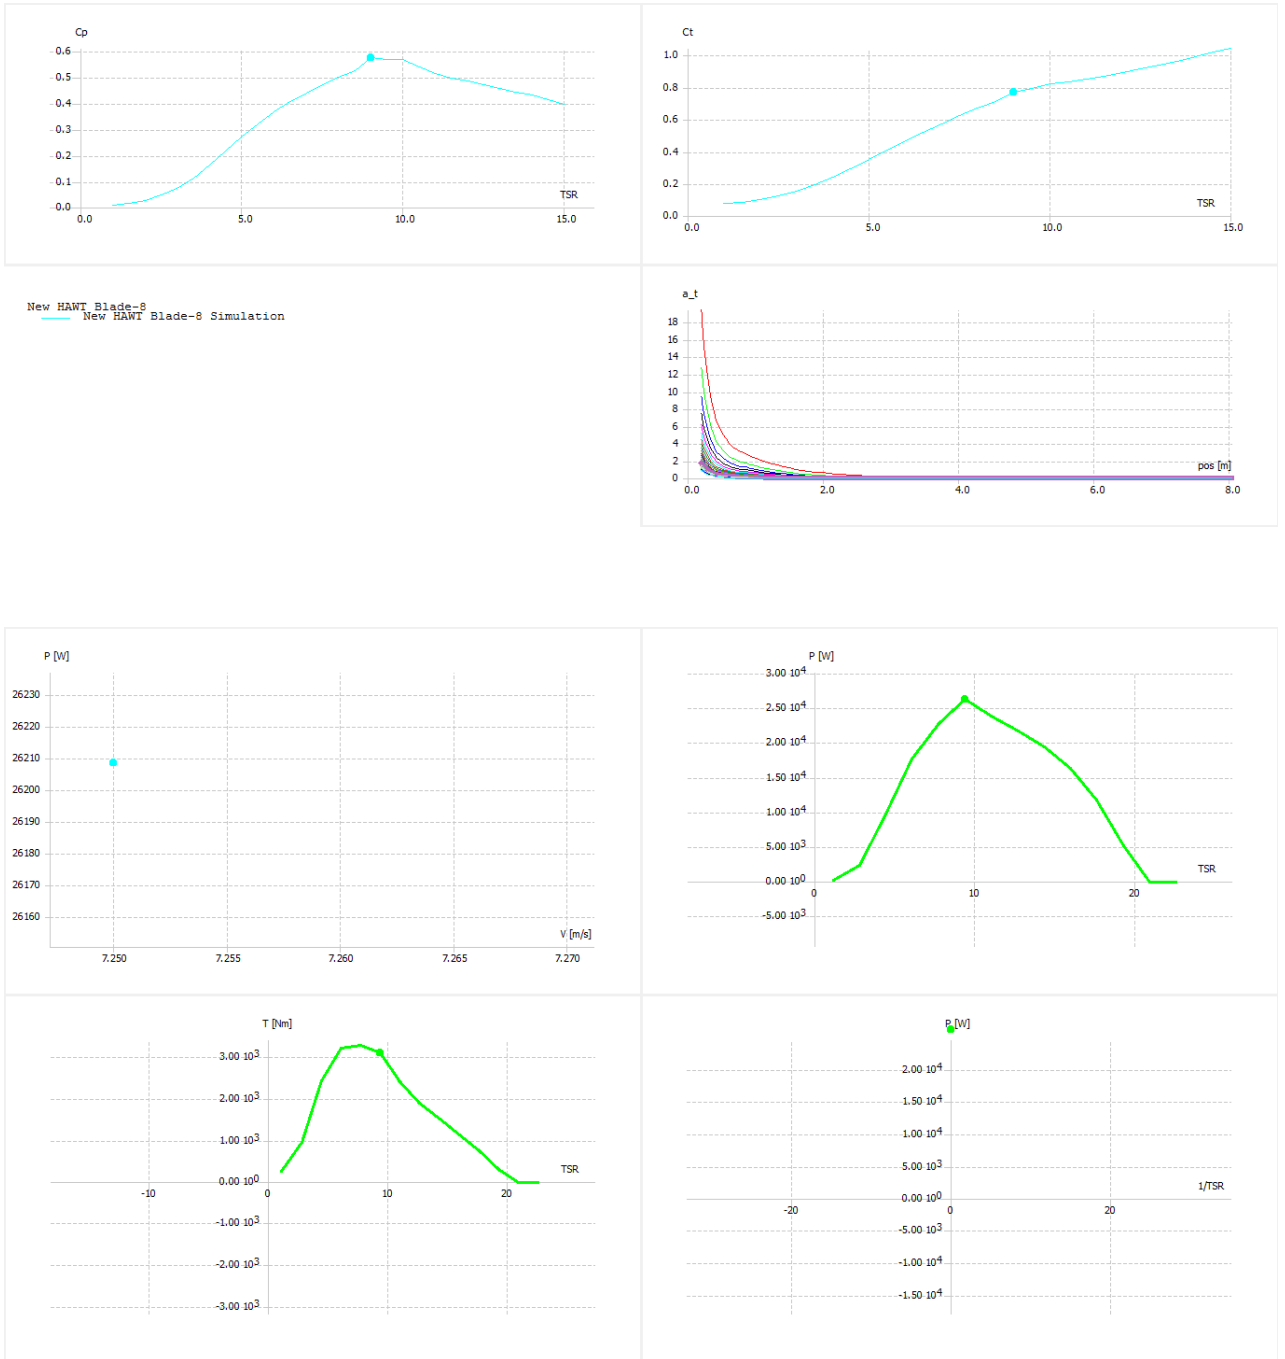 Cp
0.6
0.5
0.4
0.3
0.2
0.1
0.0
TSR
0.0 5.0 10.0 15.0
Ct
1.0
0.8
0.6
0.4
0.2
0.0
TSR
0.0 5.0 10.0 15.0
New HAWT Blade-8
New HAWT Blade-8 Simulation
a_t
18
16
14
12
10
8
6
4
2
0
pos [m]
0.0 2.0 4.0 6.0 8.0
P [W]
26230
26220
26210
26200
26190
26180
26170
26160
V [m/s]
7.250 7.255 7.260 7.265 7.270
P [W]
3.00 10^4
2.50 10^4
2.00 10^4
1.50 10^4
1.00 10^4
5.00 10^3
0.00 10^0
-5.00 10^3
TSR
0 10 20
T [Nm]
3.00 10^3
2.00 10^3
1.00 10^3
0.00 10^0
-1.00 10^3
-2.00 10^3
-3.00 10^3
TSR
-10 0 10 20
P [W]
2.00 10^4
1.50 10^4
1.00 10^4
5.00 10^3
0.00 10^0
-5.00 10^3
-1.00 10^4
-1.50 10^4
1/TSR
-20 0 20